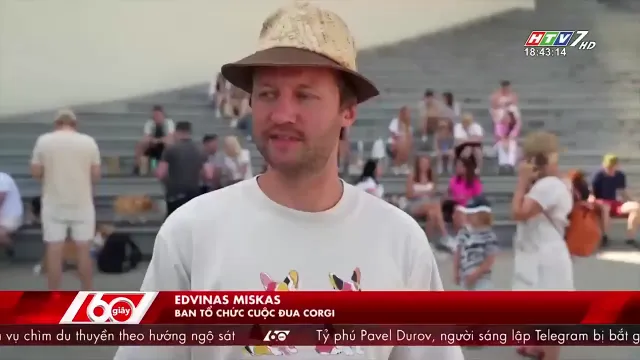 HTV7 HD
18:43:14
EDVINAS MISKAS
60 giây
BAN TỔ CHỨC CUỘC ĐUA CORGI
vụ chìm du thuyền theo hướng ngộ sát 60 Tỷ phú Pavel Durov, người sáng lập Telegram bị bắt